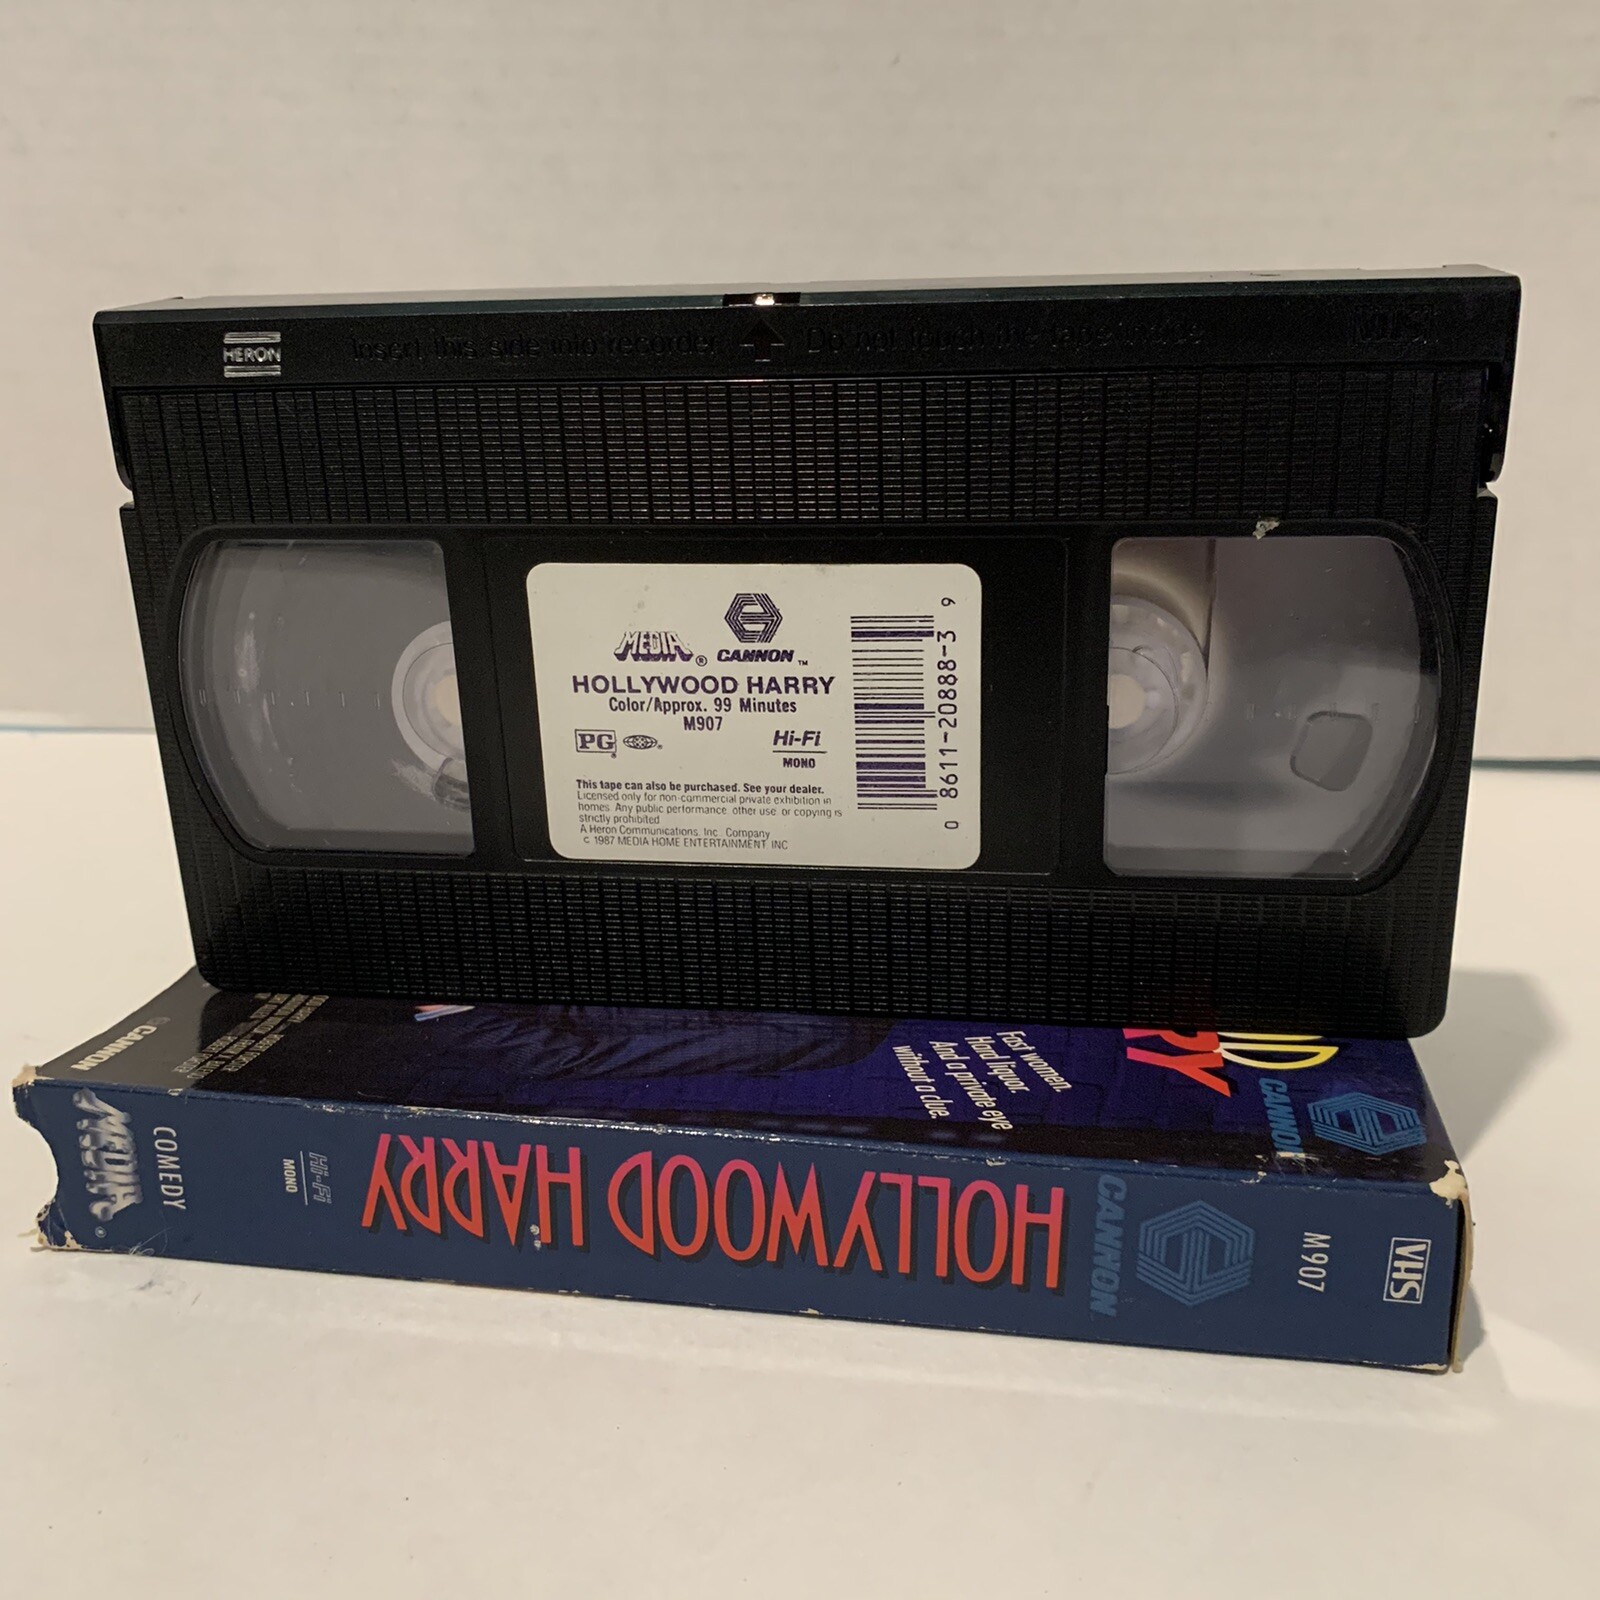 HERON
Insert this side into recorder Do not touch the tape inside VHS
MEDIA® CANNON™
HOLLYWOOD HARRY
Color/Approx. 99 Minutes
M907
PG ®
Hi-Fi
MONO
This tape can also be purchased. See your dealer.
Licensed only for non-commercial private exhibition in
homes. Any public performance, other use or copying is
strictly prohibited
A Heron Communications, Inc. Company
© 1987 MEDIA HOME ENTERTAINMENT INC
0 8611-20888-3 9
CANNON
Fast women.
Hard liquor.
And a private eye
without a clue.
RY
CANNON
MEDIA®
COMEDY
Hi-Fi
MONO
HOLLYWOOD HARRY
CANNON
M907
VHS